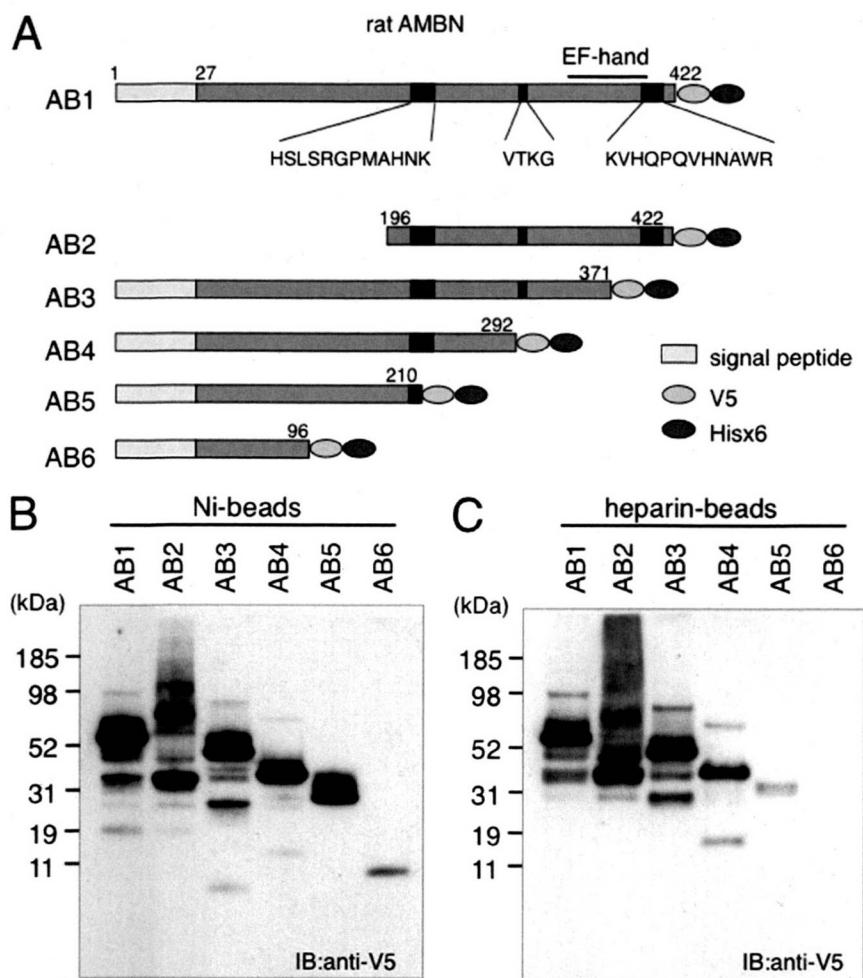 A
rat AMBN
EF-hand
1 27 422
AB1
HSLSRGPMAHNK VTKG KVHQPQVHNAWR
196 422
AB2
371
AB3
292
AB4
signal peptide
210
AB5
V5
96
AB6
Hisx6
B
Ni-beads
AB1 AB2 AB3 AB4 AB5 AB6
(kDa)
185
98
52
31
19
11
IB:anti-V5
C
heparin-beads
AB1 AB2 AB3 AB4 AB5 AB6
(kDa)
185
98
52
31
19
11
IB:anti-V5